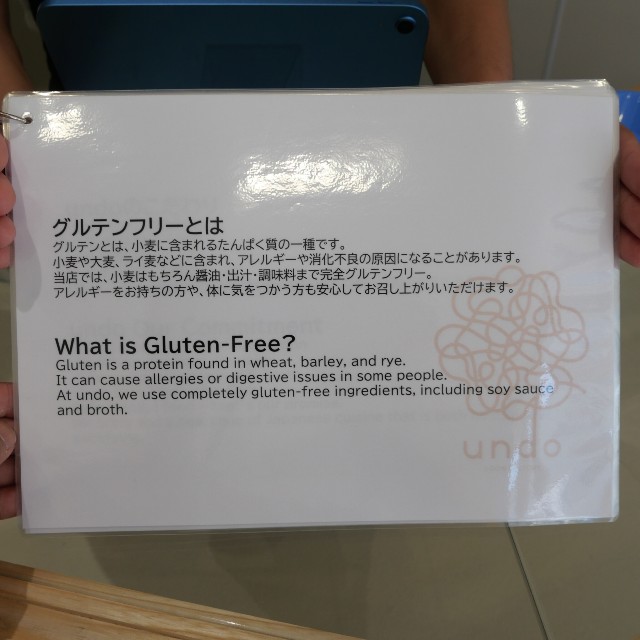 グルテンフリーとは
グルテンとは、小麦に含まれるたんぱく質の一種です。
小麦や大麦、ライ麦などに含まれ、アレルギーや消化不良の原因になることがあります。
当店では、小麦はもちろん醤油・出汁・調味料まで完全グルテンフリー。
アレルギーをお持ちの方や、体に気をつかう方も安心してお召し上がりいただけます。
What is Gluten-Free?
Gluten is a protein found in wheat, barley, and rye.
It can cause allergies or digestive issues in some people.
At undo, we use completely gluten-free ingredients, including soy sauce
and broth.
undo